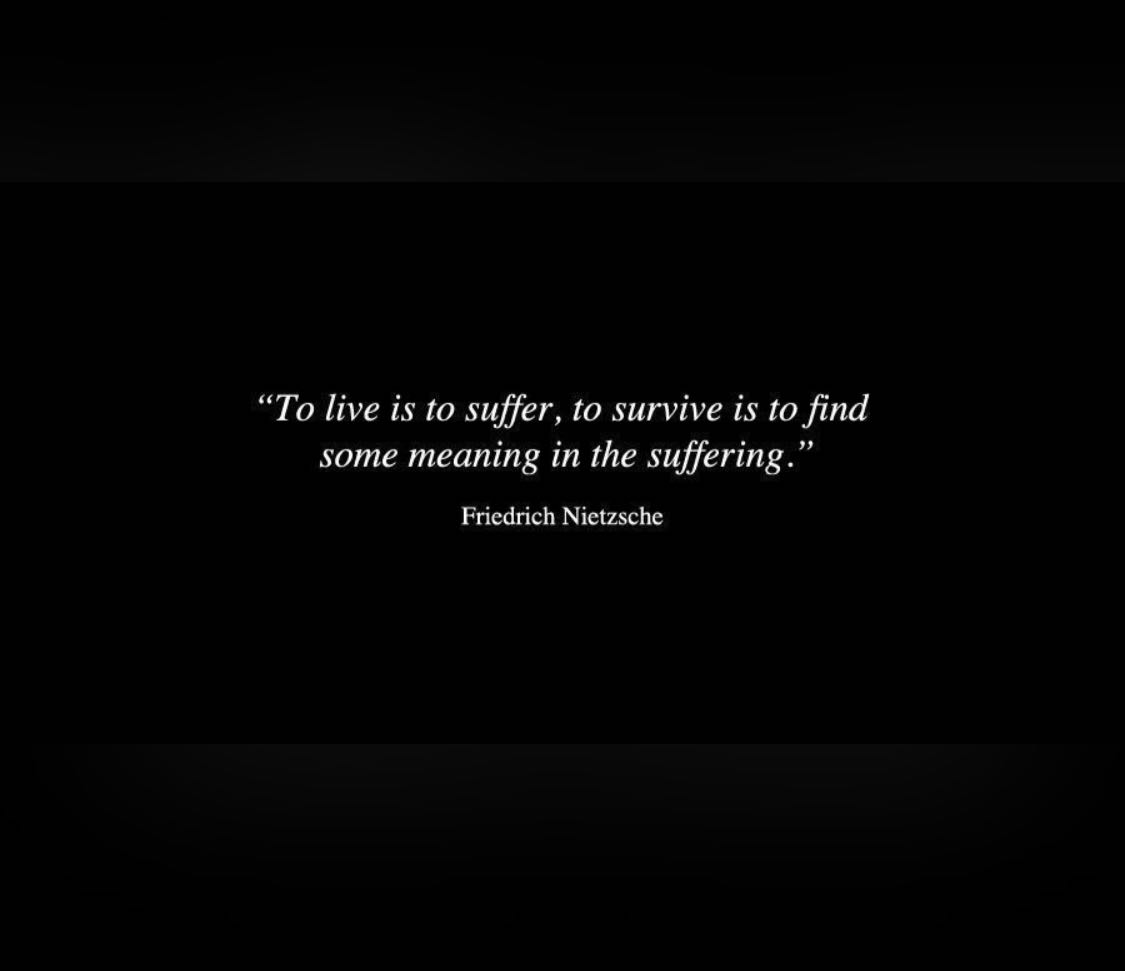 “To live is to suffer, to survive is to find
some meaning in the suffering.”
Friedrich Nietzsche